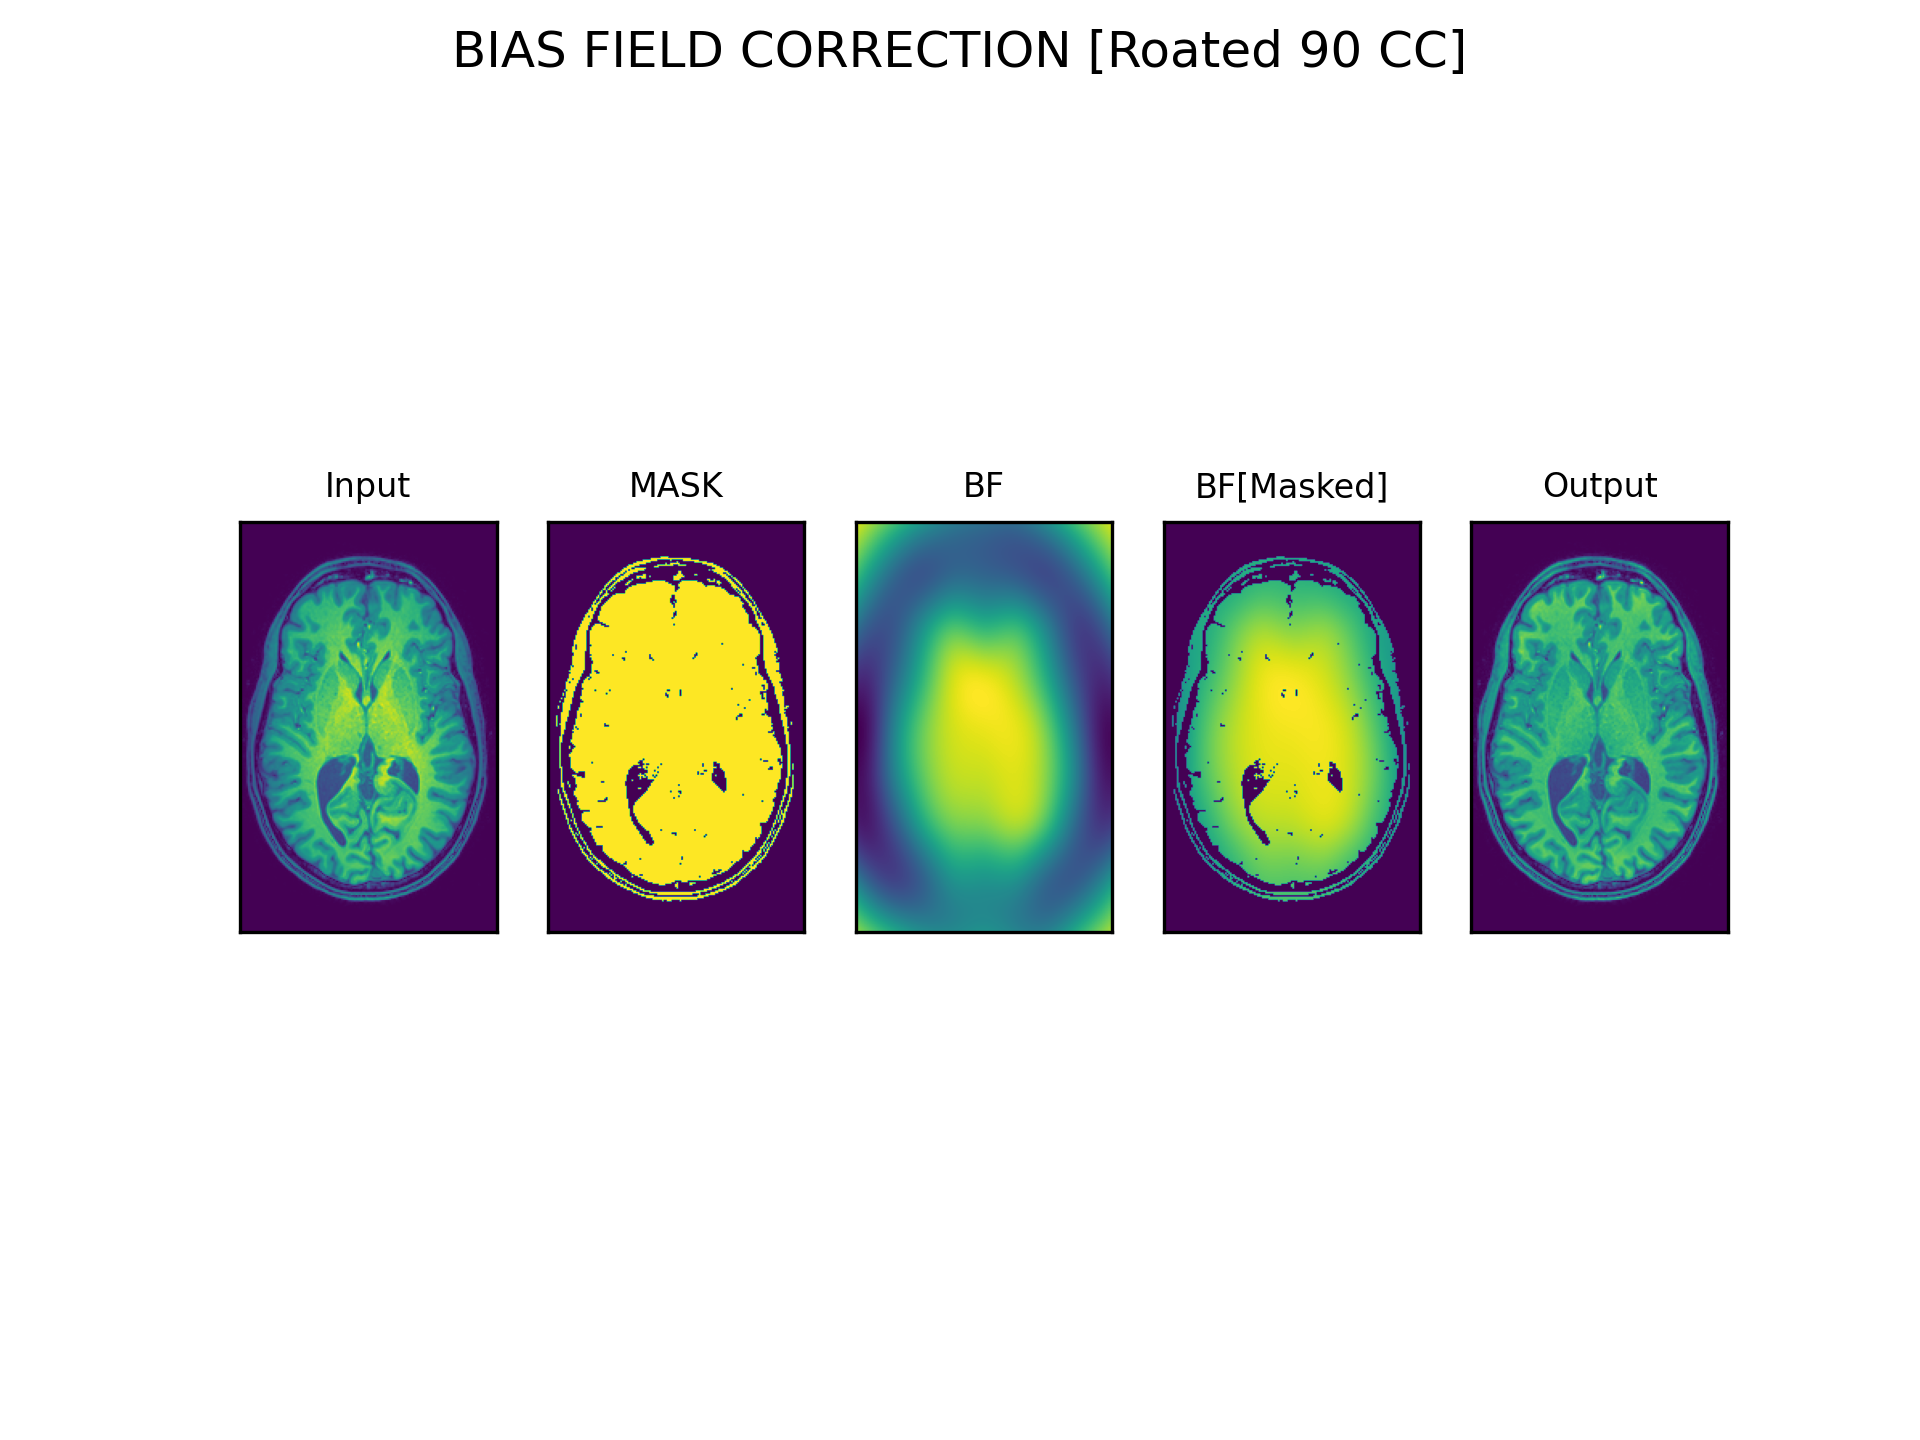 BIAS FIELD CORRECTION [Roated 90 CC]
Input
MASK
BF
BF[Masked]
Output